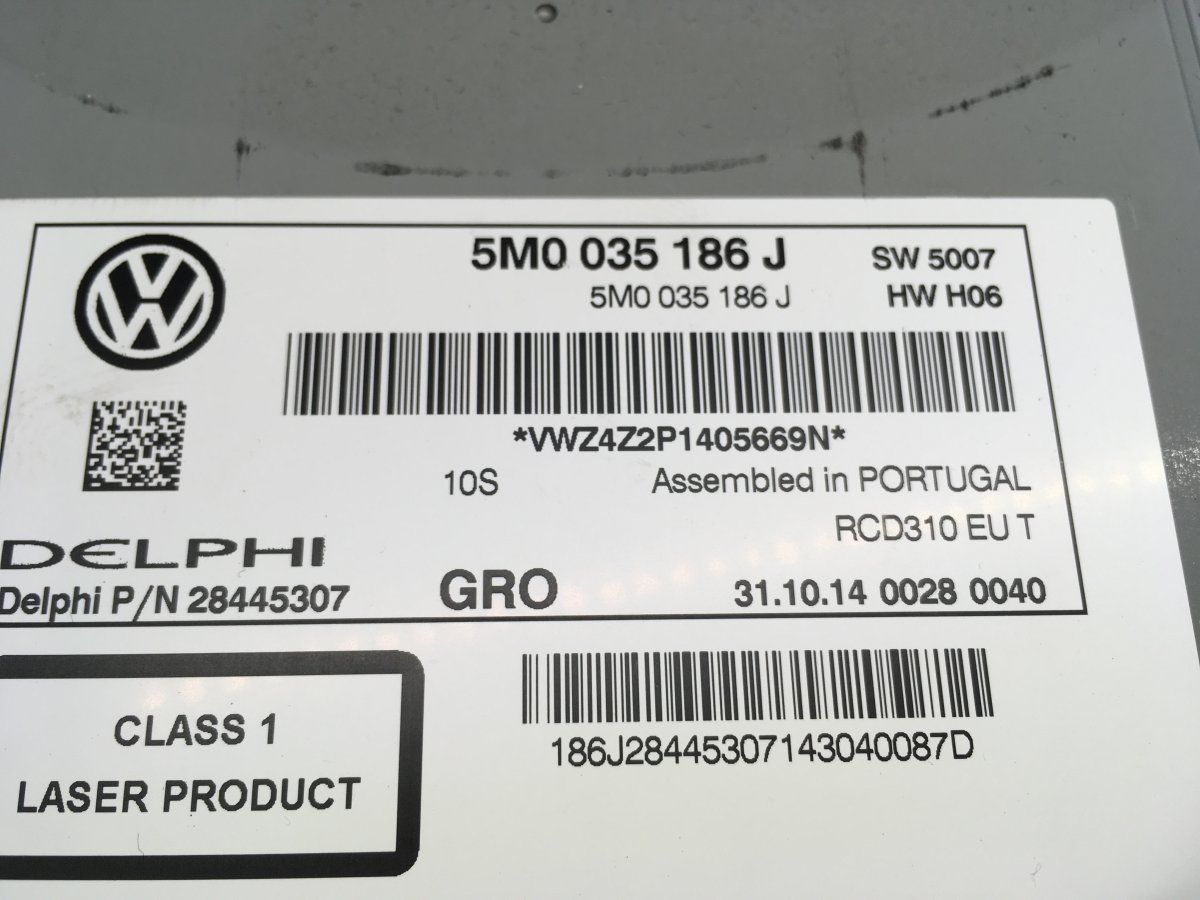 5M0 035 186 J SW 5007
5M0 035 186 J HW H06
*VWZ4Z2P1405669N*
10S Assembled in PORTUGAL
RCD310 EU T
DELPHI
Delphi P/N 28445307 GRO 31.10.14 0028 0040
CLASS 1
LASER PRODUCT
186J28445307143040087D